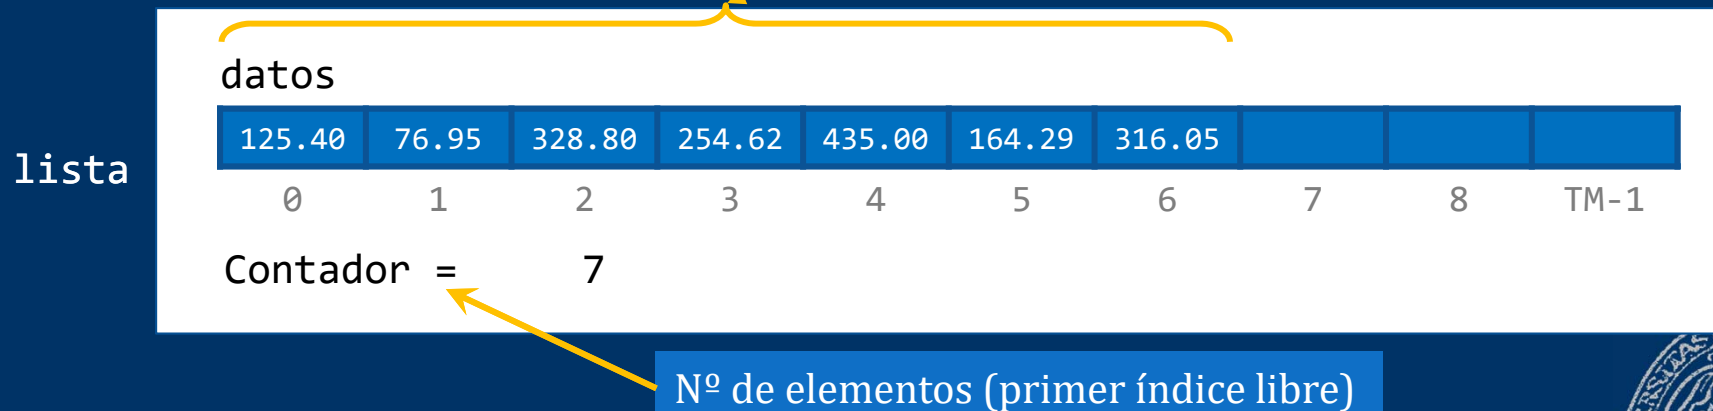 datos
lista
125.40 76.95 328.80 254.62 435.00 164.29 316.05
0 1 2 3 4 5 6 7 8 TM-1
Contador = 7
Nº de elementos (primer índice libre)